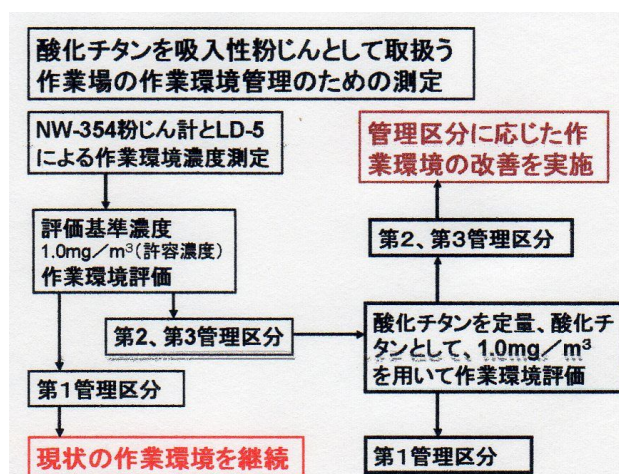 酸化チタンを吸入性粉じんとして取扱う
作業場の作業環境管理のための測定
NW-354粉じん計とLD-5
による作業環境濃度測定
評価基準濃度
1.0mg/m³(許容濃度)
作業環境評価
第2、第3管理区分
第1管理区分
現状の作業環境を継続
管理区分に応じた作
業環境の改善を実施
第2、第3管理区分
酸化チタンを定量、酸化チ
タンとして、1.0mg/m³
を用いて作業環境評価
第1管理区分